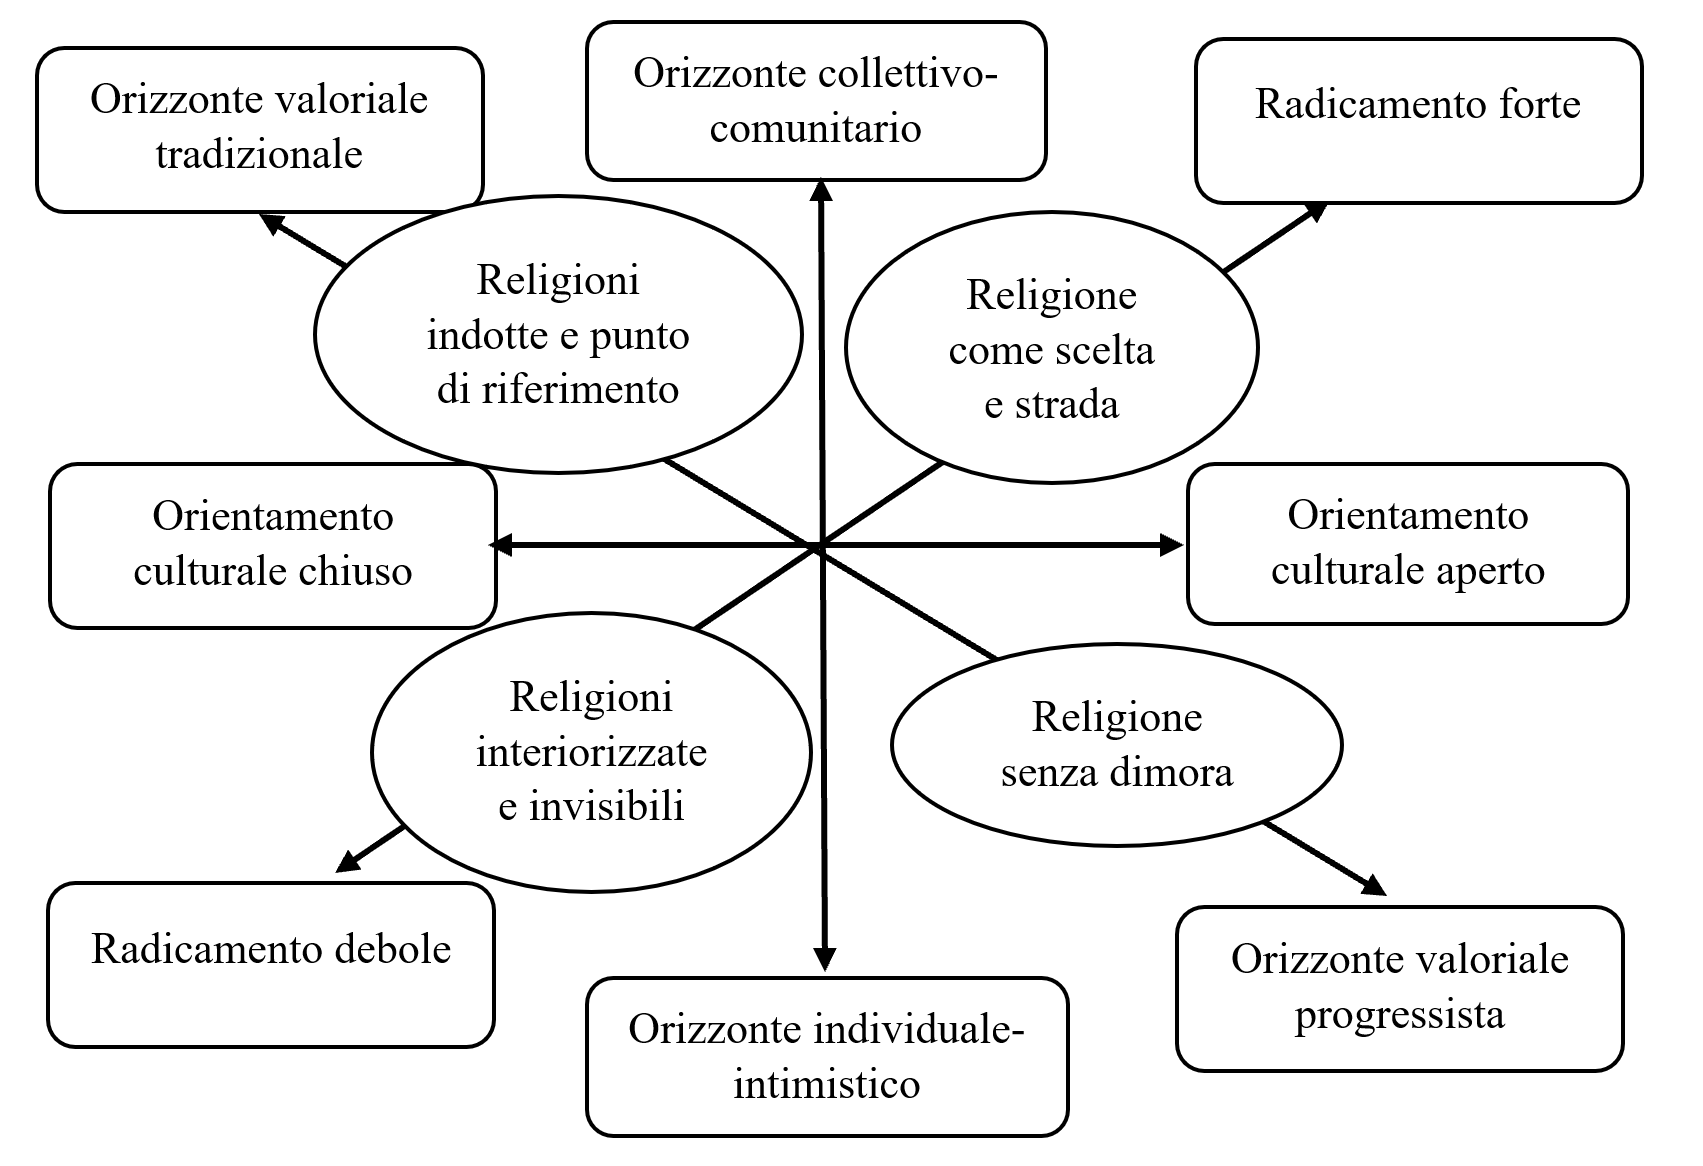 Orizzonte valoriale
tradizionale
Orizzonte collettivo-
comunitario
Radicamento forte
Religioni
indotte e punto
di riferimento
Religione
come scelta
e strada
Orientamento
culturale chiuso
Orientamento
culturale aperto
Religioni
interiorizzate
e invisibili
Religione
senza dimora
Radicamento debole
Orizzonte individuale-
intimistico
Orizzonte valoriale
progressista